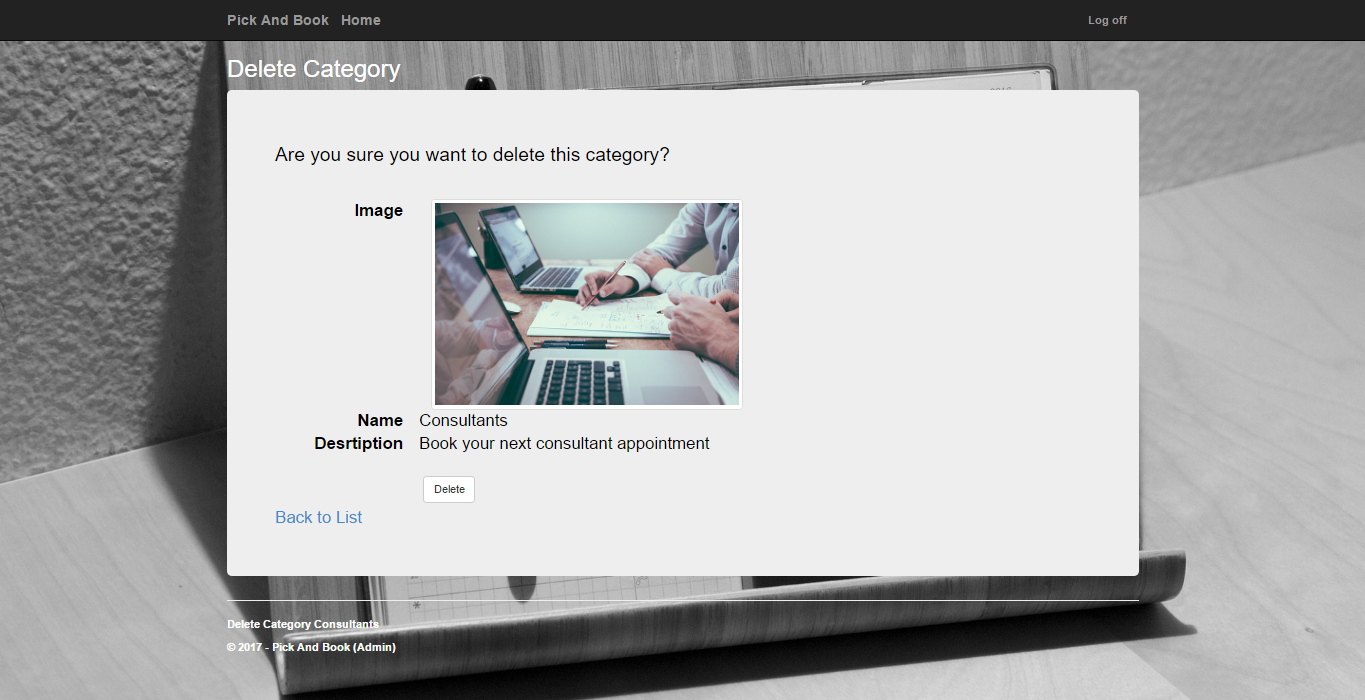 Pick And Book Home Log off
Delete Category
Are you sure you want to delete this category?
Image
Name Consultants
Desrtiption Book your next consultant appointment
Delete
Back to List
Delete Category Consultants
© 2017 - Pick And Book (Admin)